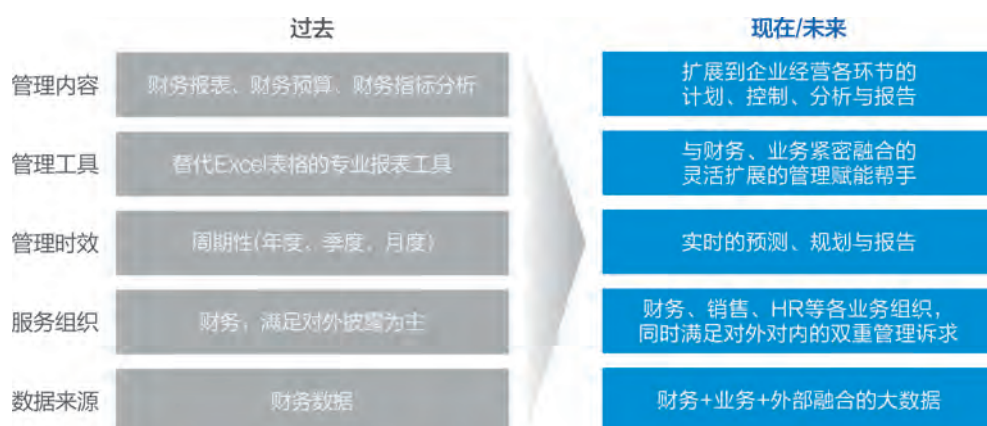 过去
现在/未来
管理内容
财务报表、财务预算、财务指标分析
扩展到企业经营各环节的
计划、控制、分析与报告
管理工具
替代Excel表格的专业报表工具
与财务、业务紧密融合的
灵活扩展的管理赋能帮手
管理时效
周期性(年度、季度、月度)
实时的预测、规划与报告
服务组织
财务，满足对外披露为主
财务、销售、HR等各业务组织，
同时满足对外对内的双重管理诉求
数据来源
财务数据
财务+业务+外部融合的大数据